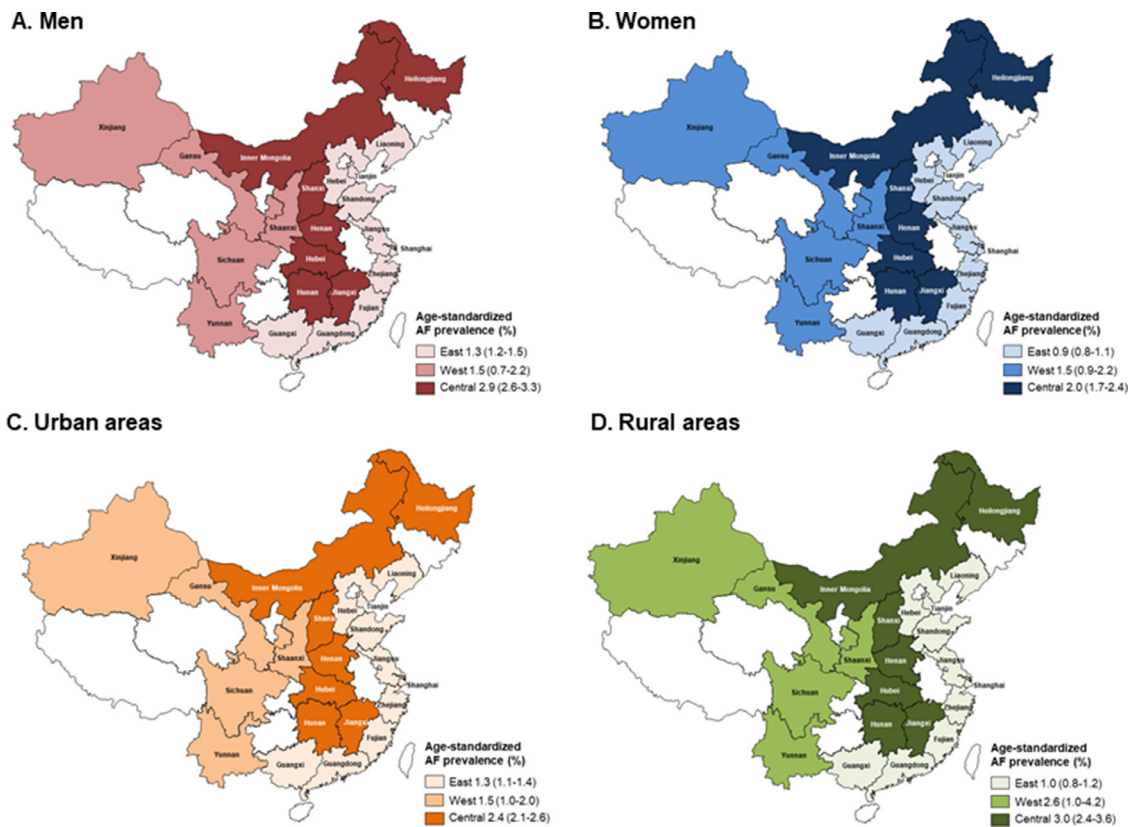 A. Men
Xinjiang
Gansu
Inner Mongolia
Heilongjiang
Liaoning
Hebei
Tianjin
Shanxi
Shandong
Shaanxi
Henan
Jiangsu
Shanghai
Sichuan
Hubei
Zhejiang
Hunan
Jiangxi
Fujian
Yunnan
Guangxi
Guangdong
Age-standardized
AF prevalence (%)
East 1.3 (1.2-1.5)
West 1.5 (0.7-2.2)
Central 2.9 (2.6-3.3)
B. Women
Xinjiang
Gansu
Inner Mongolia
Heilongjiang
Liaoning
Hebei
Tianjin
Shanxi
Shandong
Shaanxi
Henan
Jiangsu
Shanghai
Sichuan
Hubei
Zhejiang
Hunan
Jiangxi
Fujian
Yunnan
Guangxi
Guangdong
Age-standardized
AF prevalence (%)
East 0.9 (0.8-1.1)
West 1.5 (0.9-2.2)
Central 2.0 (1.7-2.4)
C. Urban areas
Xinjiang
Gansu
Inner Mongolia
Heilongjiang
Liaoning
Hebei
Tianjin
Shanxi
Shandong
Shaanxi
Henan
Jiangsu
Shanghai
Sichuan
Hubei
Zhejiang
Hunan
Jiangxi
Fujian
Yunnan
Guangxi
Guangdong
Age-standardized
AF prevalence (%)
East 1.3 (1.1-1.4)
West 1.5 (1.0-2.0)
Central 2.4 (2.1-2.6)
D. Rural areas
Xinjiang
Gansu
Inner Mongolia
Heilongjiang
Liaoning
Hebei
Tianjin
Shanxi
Shandong
Shaanxi
Henan
Jiangsu
Shanghai
Sichuan
Hubei
Zhejiang
Hunan
Jiangxi
Fujian
Yunnan
Guangxi
Guangdong
Age-standardized
AF prevalence (%)
East 1.0 (0.8-1.2)
West 2.6 (1.0-4.2)
Central 3.0 (2.4-3.6)